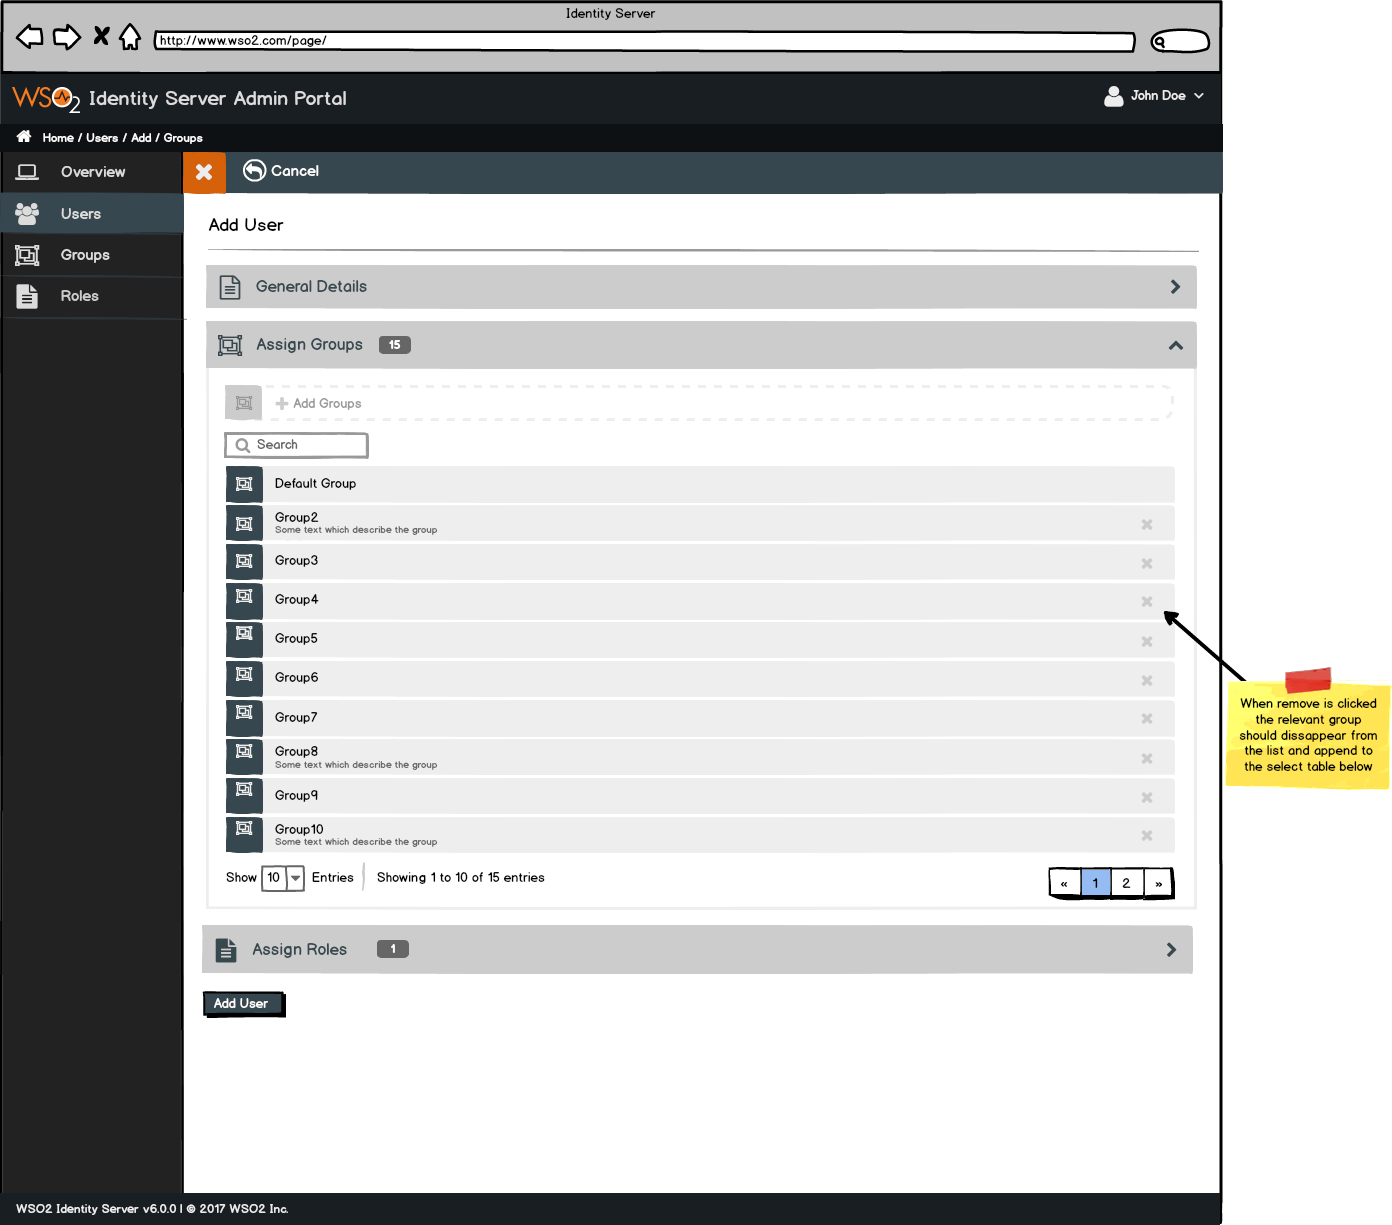 Identity Server
http://www.wso2.com/page/
WSO2 Identity Server Admin Portal
John Doe
Home / Users / Add / Groups
Overview
Users
Groups
Roles
Cancel
Add User
General Details
Assign Groups 15
Add Groups
Search
Default Group
Group2
Some text which describe the group
Group3
Group4
Group5
Group6
Group7
Group8
Some text which describe the group
Group9
Group10
Some text which describe the group
Show 10 Entries Showing 1 to 10 of 15 entries
« 1 2 »
When remove is clicked
the relevant group
should dissappear from
the list and append to
the select table below
Assign Roles 1
Add User
WSO2 Identity Server v6.0.0 | © 2017 WSO2 Inc.